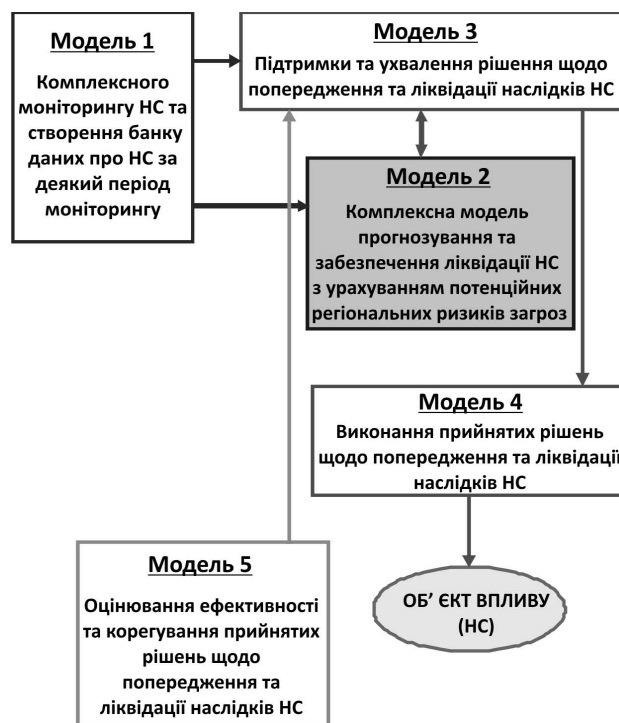 Модель 1
Комплексного
моніторингу НС та
створення банку
даних про НС за
деякий період
моніторингу
Модель 3
Підтримки та ухвалення рішення щодо
попередження та ліквідації наслідків НС
Модель 2
Комплексна модель
прогнозування та
забезпечення ліквідації НС
з урахуванням потенційних
регіональних ризиків загроз
Модель 4
Виконання прийнятих рішень
щодо попередження та ліквідації
наслідків НС
Модель 5
Оцінювання ефективності
та корегування прийнятих
рішень щодо
попередження та
ліквідації наслідків НС
ОБ’ ЄКТ ВПЛИВУ
(НС)